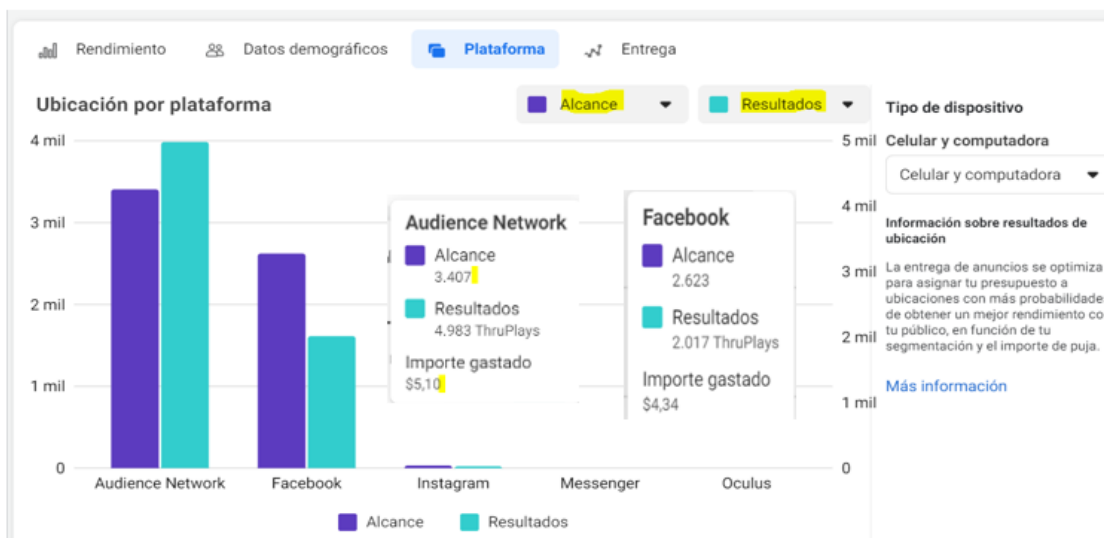 Rendimiento
Datos demográficos
Plataforma
Entrega
Ubicación por plataforma
Alcance
Resultados
4 mil
3 mil
2 mil
1 mil
0
5 mil
4 mil
3 mil
2 mil
1 mil
0
Audience Network
Alcance
3.407
Resultados
4.983 ThruPlays
Importe gastado
$5,10
Facebook
Alcance
2.623
Resultados
2.017 ThruPlays
Importe gastado
$4,34
Audience Network
Facebook
Instagram
Messenger
Oculus
Alcance
Resultados
Tipo de dispositivo
Celular y computadora
Celular y computadora
Información sobre resultados de
ubicación
La entrega de anuncios se optimiza
para asignar tu presupuesto a
ubicaciones con más probabilidade
de obtener un mejor rendimiento co
tu público, en función de tu
segmentación y el importe de puja.
Más información